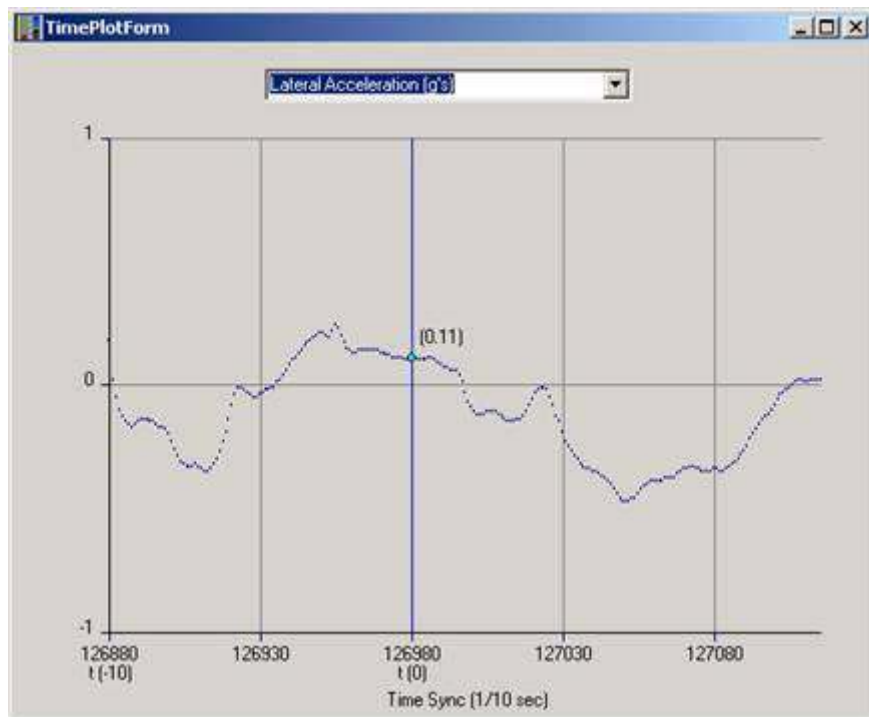 TimePlotForm
Lateral Acceleration (g's)
1
(0.11)
0
-1
126880 126930 126980 127030 127080
t (-10) t (0)
Time Sync (1/10 sec)